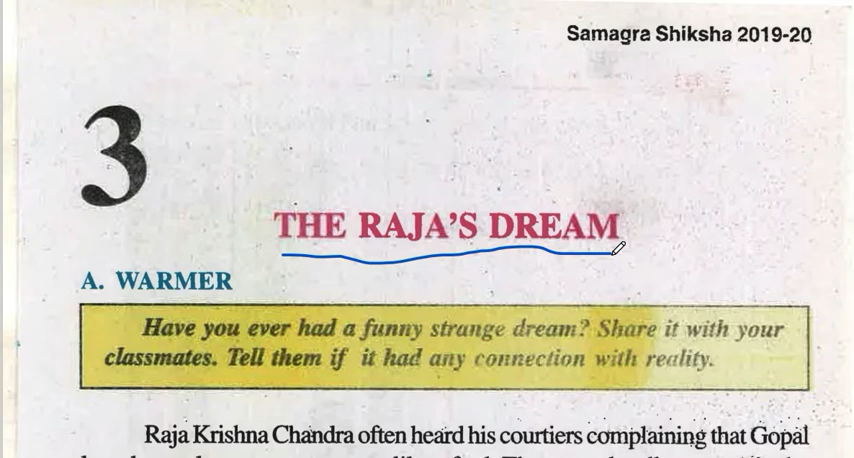 Samagra Shiksha 2019-20
3
THE RAJA'S DREAM
A. WARMER
Have you ever had a funny strange dream? Share it with your
classmates. Tell them if it had any connection with reality.
Raja Krishna Chandra often heard his courtiers complaining that Gopal